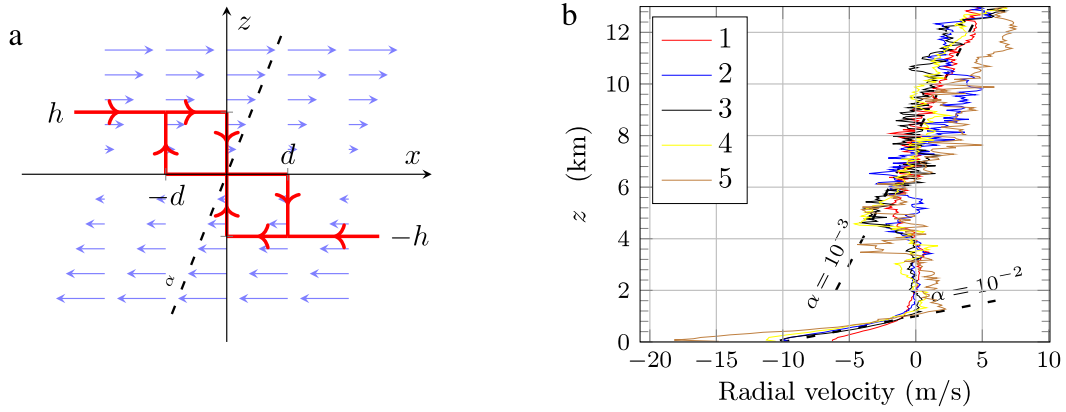 a
z
h
x
d
−d
−h
α
b
1
2
3
4
5
α = 10⁻³
α = 10⁻²
12
10
8
6
4
2
0
z (km)
−20 −15 −10 −5 0 5 10
Radial velocity (m/s)